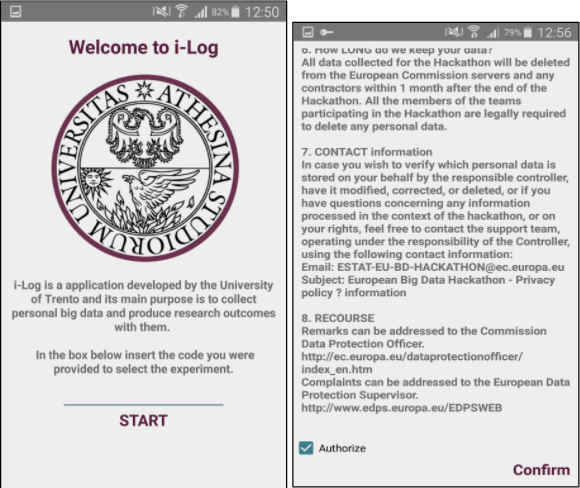 82% 12:50
Welcome to i-Log
UNIVERSITAS ATHESINA STUDIORUM
i-Log is a application developed by the University
of Trento and its main purpose is to collect
personal big data and produce research outcomes
with them.
In the box below insert the code you were
provided to select the experiment.
START
79% 12:56
6. How LONG do we keep your data?
All data collected for the Hackathon will be deleted
from the European Commission servers and any
contractors within 1 month after the end of the
Hackathon. All the members of the teams
participating in the Hackathon are legally required
to delete any personal data.
7. CONTACT information
In case you wish to verify which personal data is
stored on your behalf by the responsible controller,
have it modified, corrected, or deleted, or if you
have questions concerning any information
processed in the context of the hackathon, or on
your rights, feel free to contact the support team,
operating under the responsibility of the Controller,
using the following contact information:
Email: ESTAT-EU-BD-HACKATHON@ec.europa.eu
Subject: European Big Data Hackathon - Privacy
policy ? information
8. RECOURSE
Remarks can be addressed to the Commission
Data Protection Officer.
http://ec.europa.eu/dataprotectionofficer/
index_en.htm
Complaints can be addressed to the European Data
Protection Supervisor.
http://www.edps.europa.eu/EDPSWEB
Authorize
Confirm